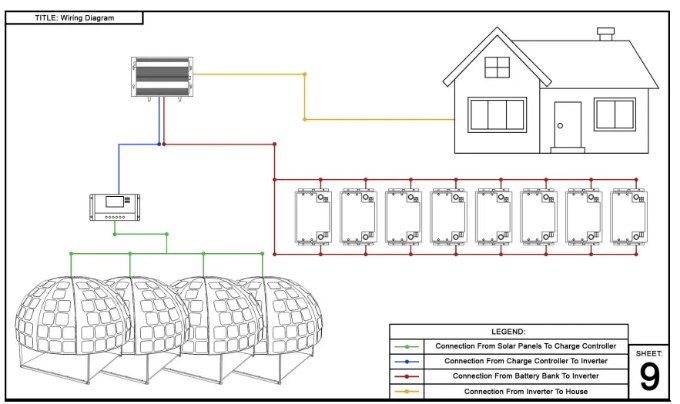 TITLE: Wiring Diagram
LEGEND:
Connection From Solar Panels To Charge Controller
Connection From Charge Controller To Inverter
Connection From Battery Bank To Inverter
Connection From Inverter To House
SHEET:
9